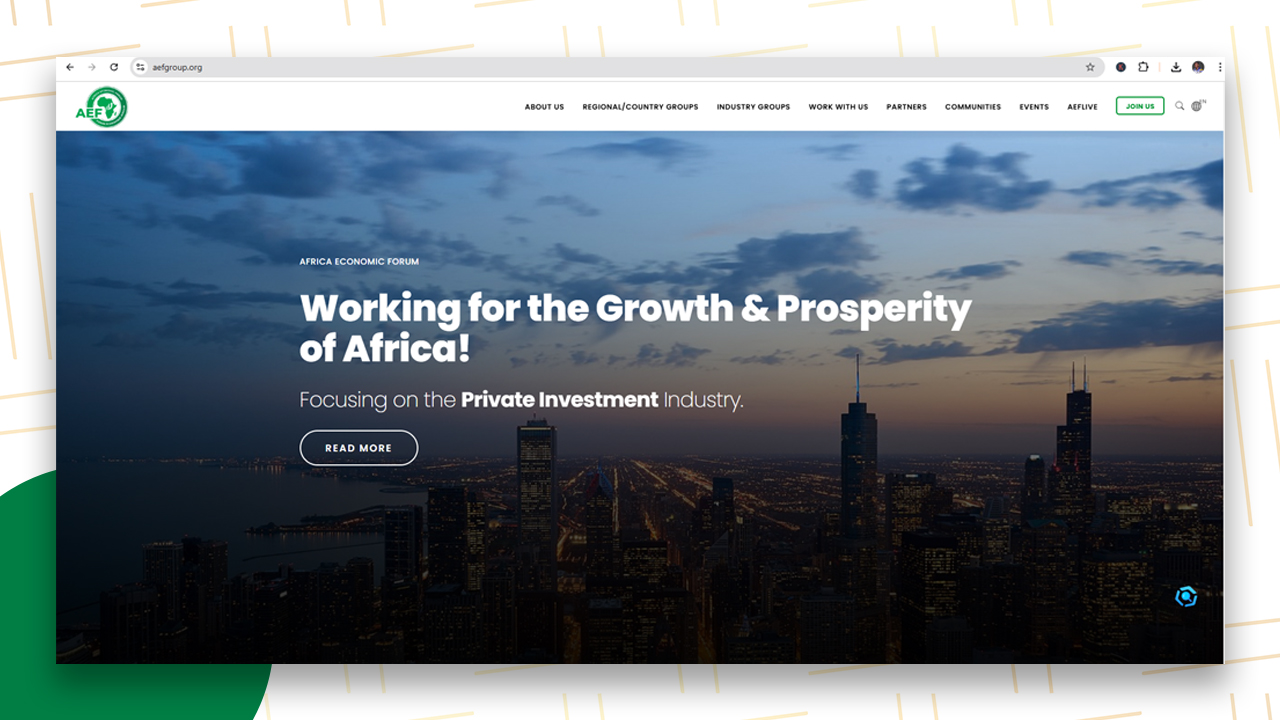 aefgroup.org
AEF
ABOUT US REGIONAL/COUNTRY GROUPS INDUSTRY GROUPS WORK WITH US PARTNERS COMMUNITIES EVENTS AEFLIVE JOIN US EN
AFRICA ECONOMIC FORUM
Working for the Growth & Prosperity
of Africa!
Focusing on the Private Investment Industry.
READ MORE